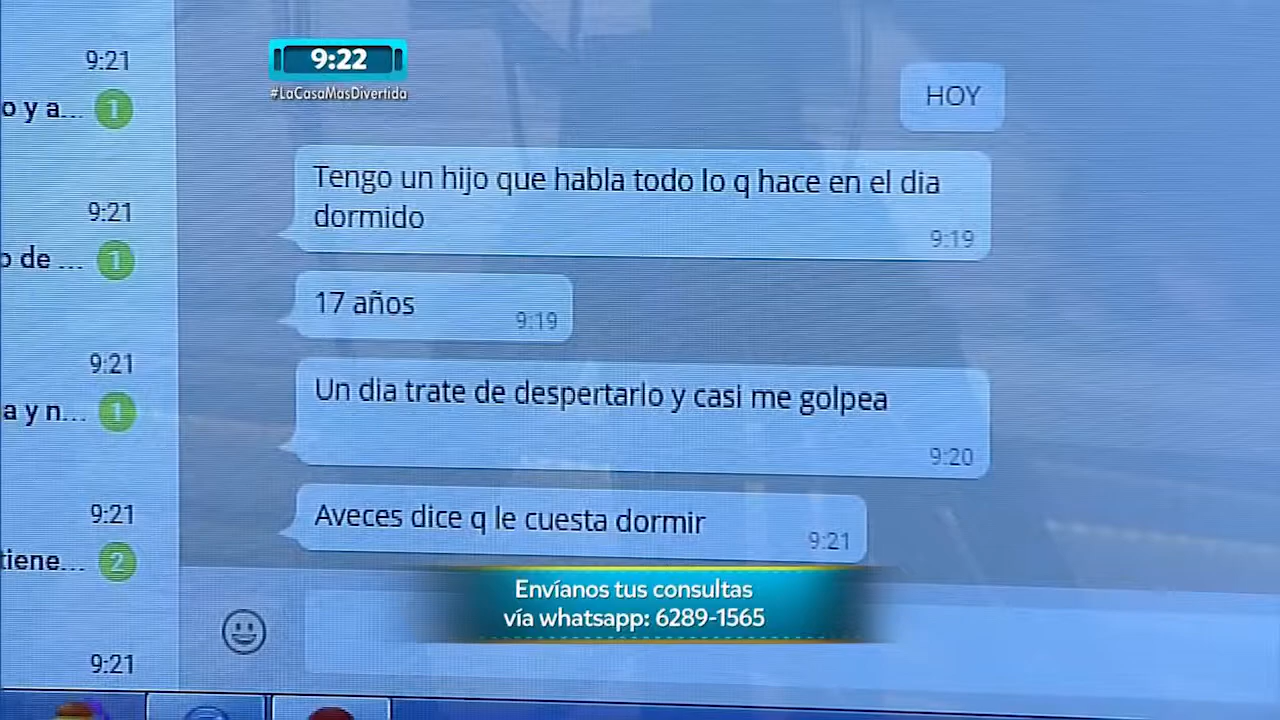 9:21
o y a... 1
9:21
o de ... 1
9:21
a y n... 1
9:21
tiene... 2
9:21
9:22
#LaCasaMasDivertida
HOY
Tengo un hijo que habla todo lo q hace en el dia
dormido
9:19
17 años
9:19
Un dia trate de despertarlo y casi me golpea
9:20
Aveces dice q le cuesta dormir
9:21
Envíanos tus consultas
vía whatsapp: 6289-1565